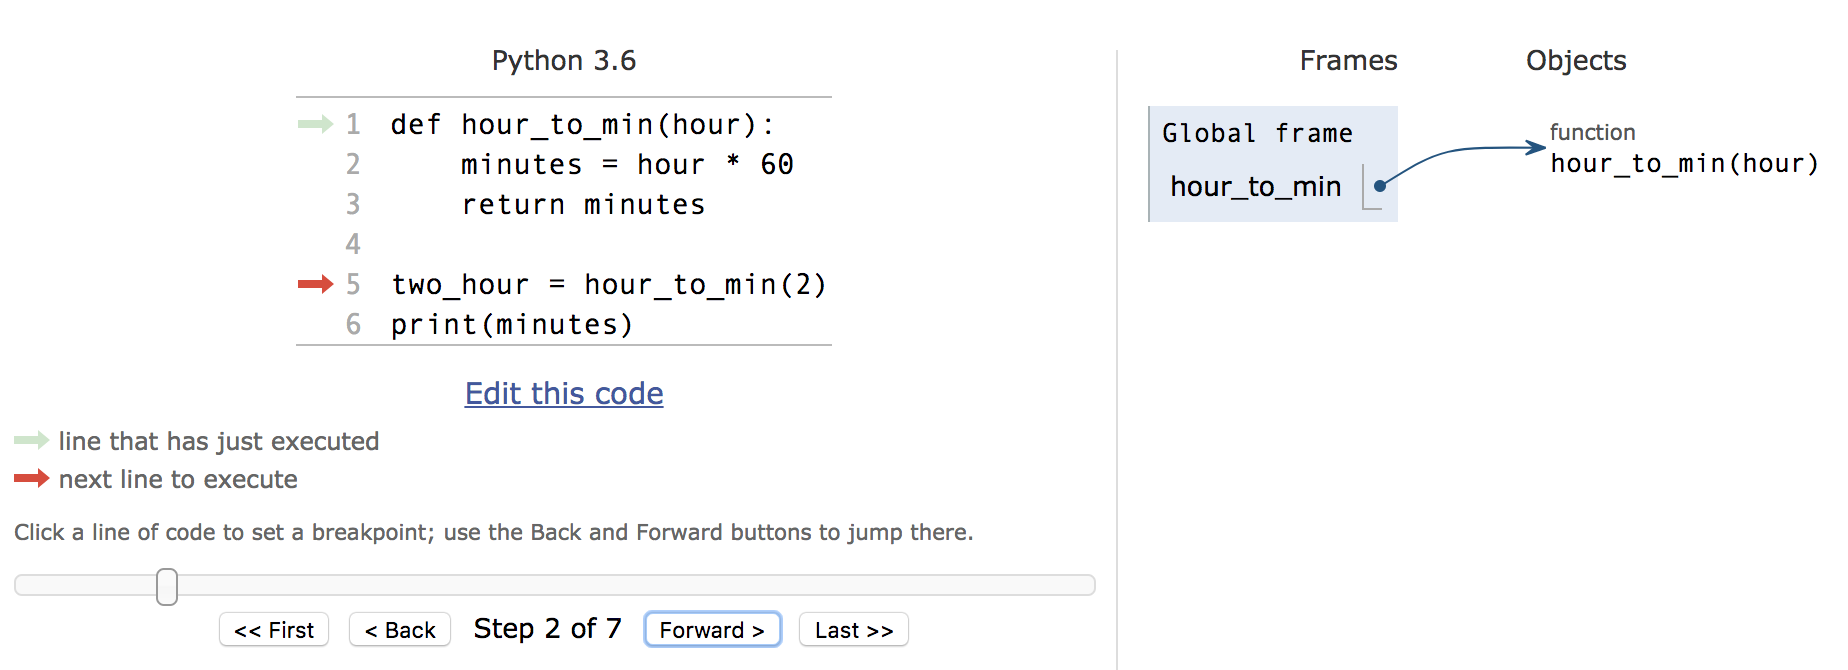 Python 3.6
1 def hour_to_min(hour):
2     minutes = hour * 60
3     return minutes
4
5 two_hour = hour_to_min(2)
6 print(minutes)
Edit this code
line that has just executed
next line to execute
Click a line of code to set a breakpoint; use the Back and Forward buttons to jump there.
<< First < Back Step 2 of 7 Forward > Last >>
Frames Objects
Global frame
hour_to_min
function
hour_to_min(hour)